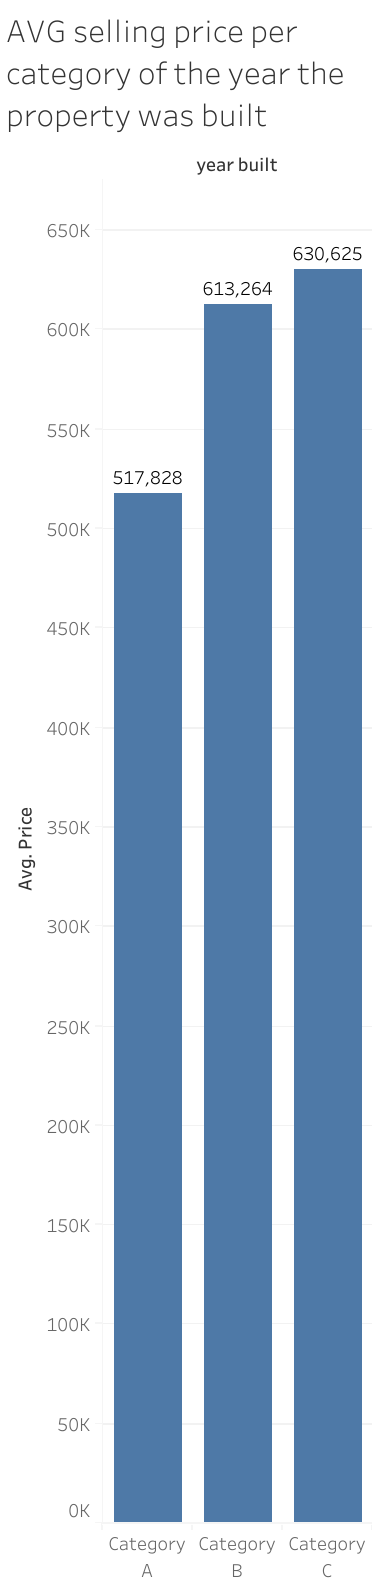 AVG selling price per
category of the year the
property was built
year built
650K
630,625
613,264
600K
550K
517,828
500K
450K
400K
350K
Avg. Price
300K
250K
200K
150K
100K
50K
0K
Category
A
Category
B
Category
C